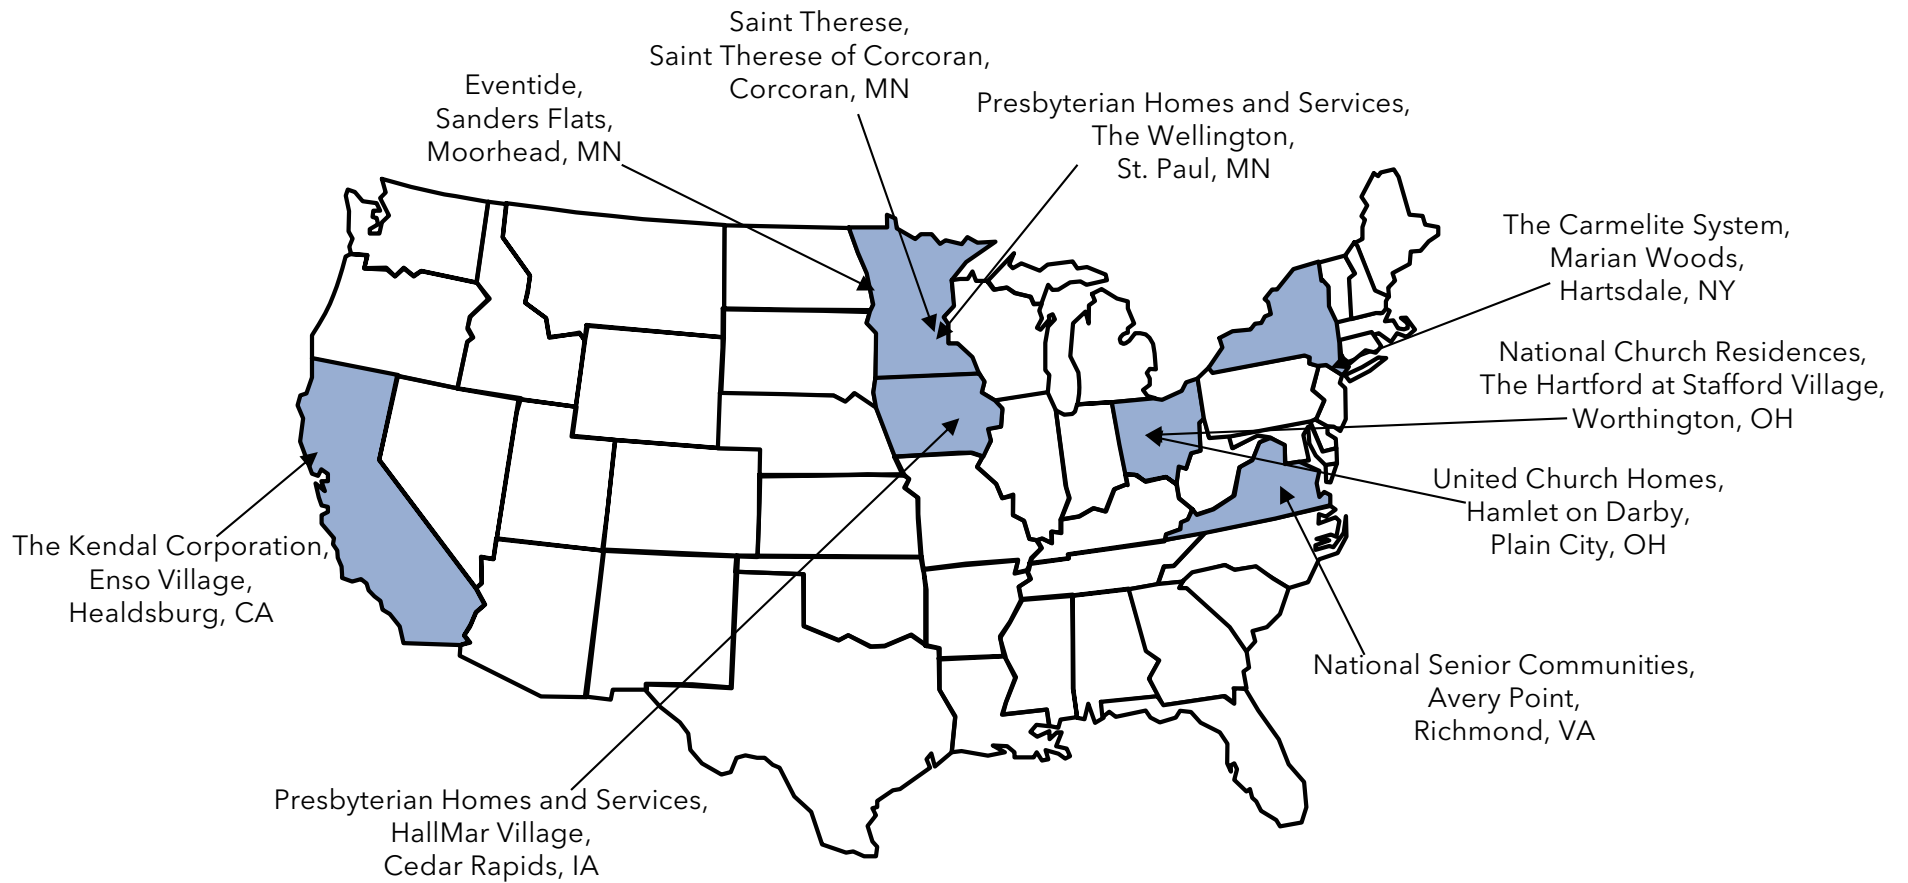 Saint Therese,
Saint Therese of Corcoran,
Corcoran, MN
Eventide,
Sanders Flats,
Moorhead, MN
Presbyterian Homes and Services,
The Wellington,
St. Paul, MN
The Carmelite System,
Marian Woods,
Hartsdale, NY
National Church Residences,
The Hartford at Stafford Village,
Worthington, OH
United Church Homes,
Hamlet on Darby,
Plain City, OH
The Kendal Corporation,
Enso Village,
Healdsburg, CA
National Senior Communities,
Avery Point,
Richmond, VA
Presbyterian Homes and Services,
HallMar Village,
Cedar Rapids, IA